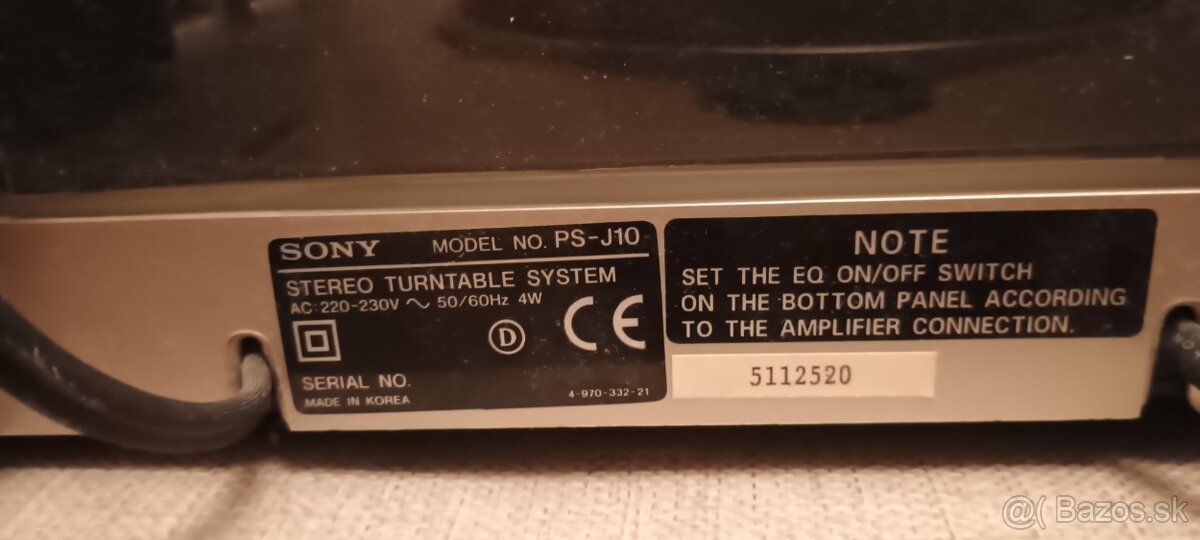 SONY MODEL NO. PS-J10
STEREO TURNTABLE SYSTEM
AC:220-230V ~ 50/60Hz 4W
D CE
SERIAL NO.
MADE IN KOREA 4-970-332-21
NOTE
SET THE EQ ON/OFF SWITCH
ON THE BOTTOM PANEL ACCORDING
TO THE AMPLIFIER CONNECTION.
5112520
@( Bazos.sk